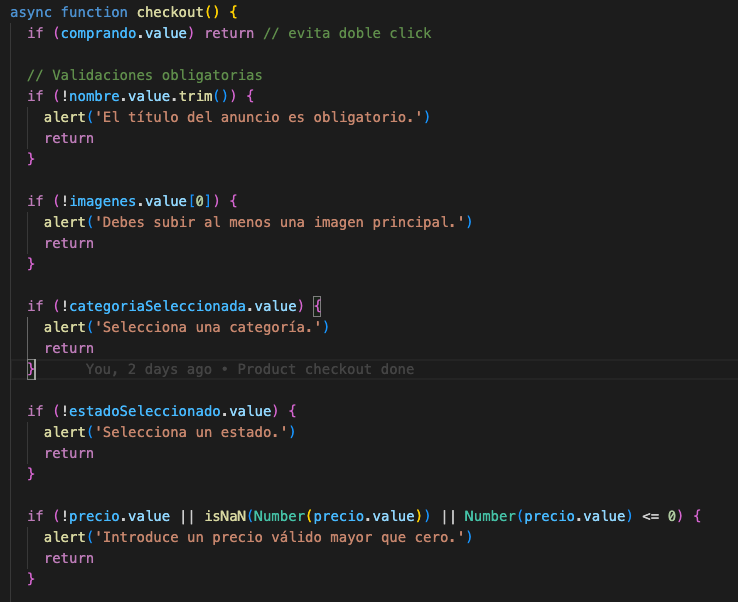 async function checkout() {
if (comprando.value) return // evita doble click
// Validaciones obligatorias
if (!nombre.value.trim()) {
alert('El título del anuncio es obligatorio.')
return
}
if (!imagenes.value[0]) {
alert('Debes subir al menos una imagen principal.')
return
}
if (!categoriaSeleccionada.value) {
alert('Selecciona una categoría.')
return
} You, 2 days ago • Product checkout done
if (!estadoSeleccionado.value) {
alert('Selecciona un estado.')
return
}
if (!precio.value || isNaN(Number(precio.value)) || Number(precio.value) <= 0) {
alert('Introduce un precio válido mayor que cero.')
return
}